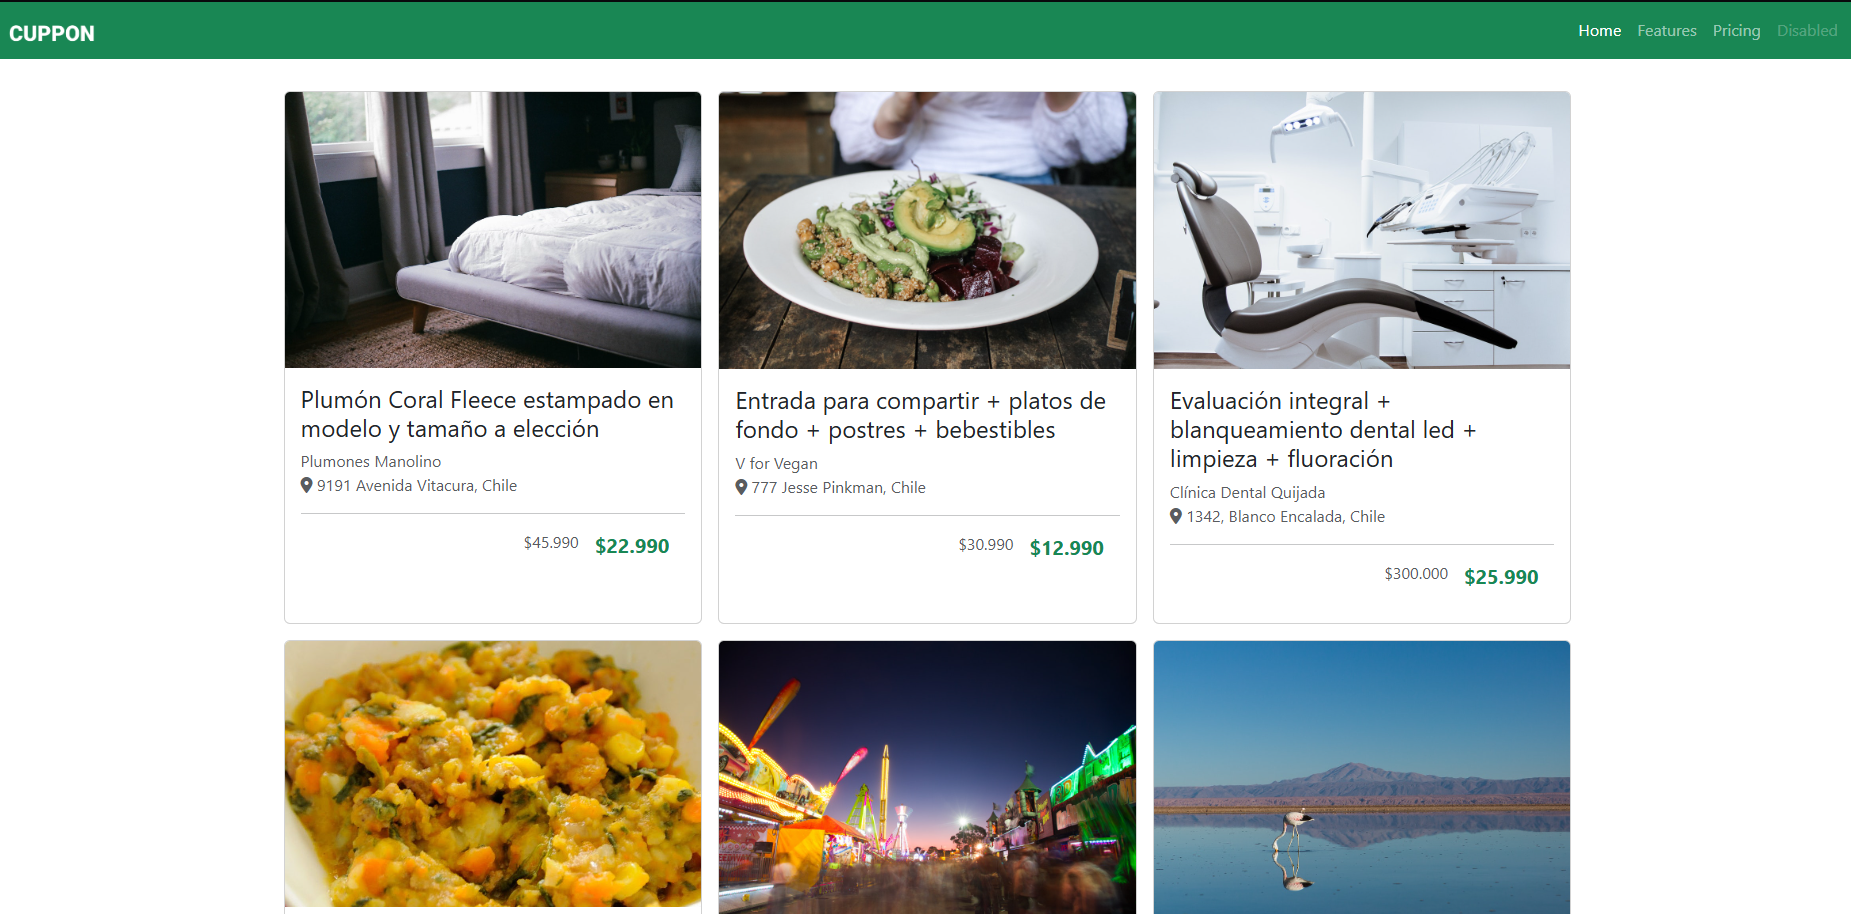 CUPPON
Home Features Pricing Disabled
Plumón Coral Fleece estampado en
modelo y tamaño a elección
Plumones Manolino
9191 Avenida Vitacura, Chile
$45.990 $22.990
Entrada para compartir + platos de
fondo + postres + bebestibles
V for Vegan
777 Jesse Pinkman, Chile
$30.990 $12.990
Evaluación integral +
blanqueamiento dental led +
limpieza + fluoración
Clínica Dental Quijada
1342, Blanco Encalada, Chile
$300.000 $25.990